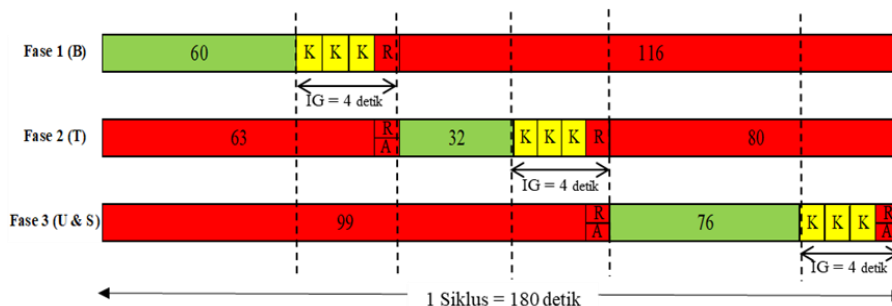 Fase 1 (B) 60 K K K R 116
IG = 4 detik
Fase 2 (T) 63 R A 32 K K K R 80
IG = 4 detik
Fase 3 (U & S) 99 R A 76 K K K R A
IG = 4 detik
1 Siklus = 180 detik